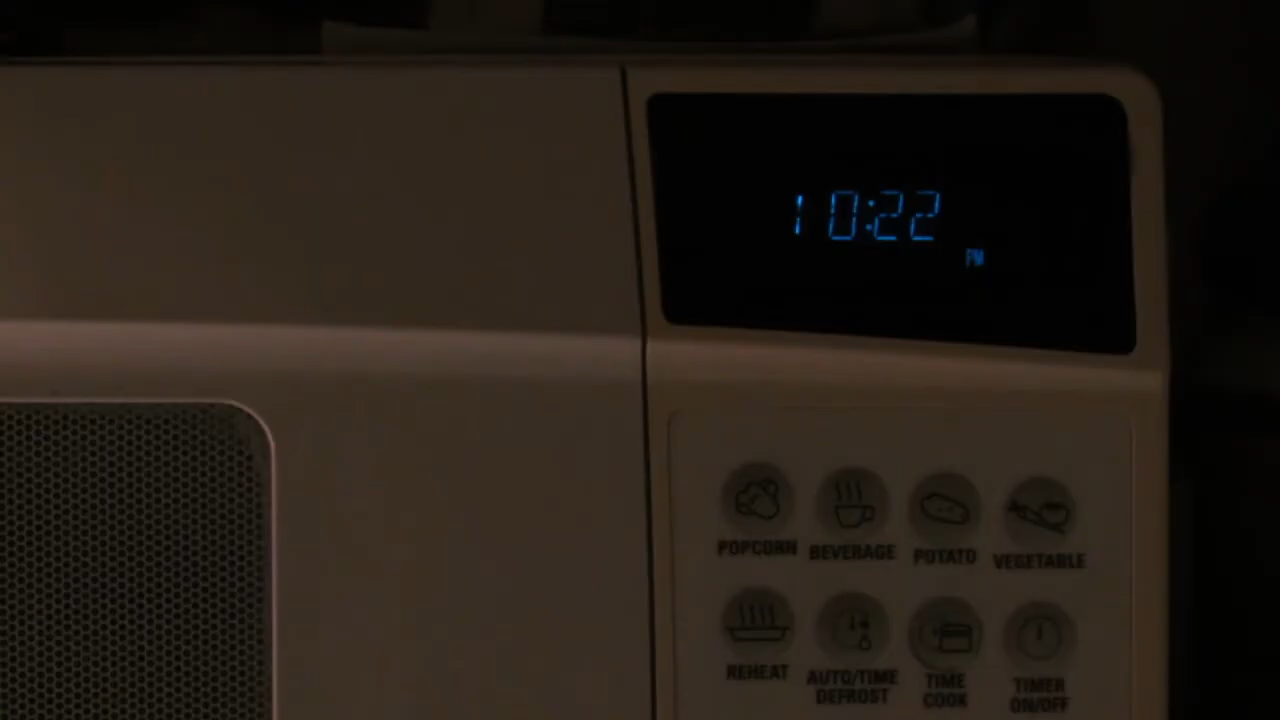 10:22
PM
POPCORN BEVERAGE POTATO VEGETABLE
REHEAT AUTO/TIME DEFROST TIME COOK TIMER ON/OFF